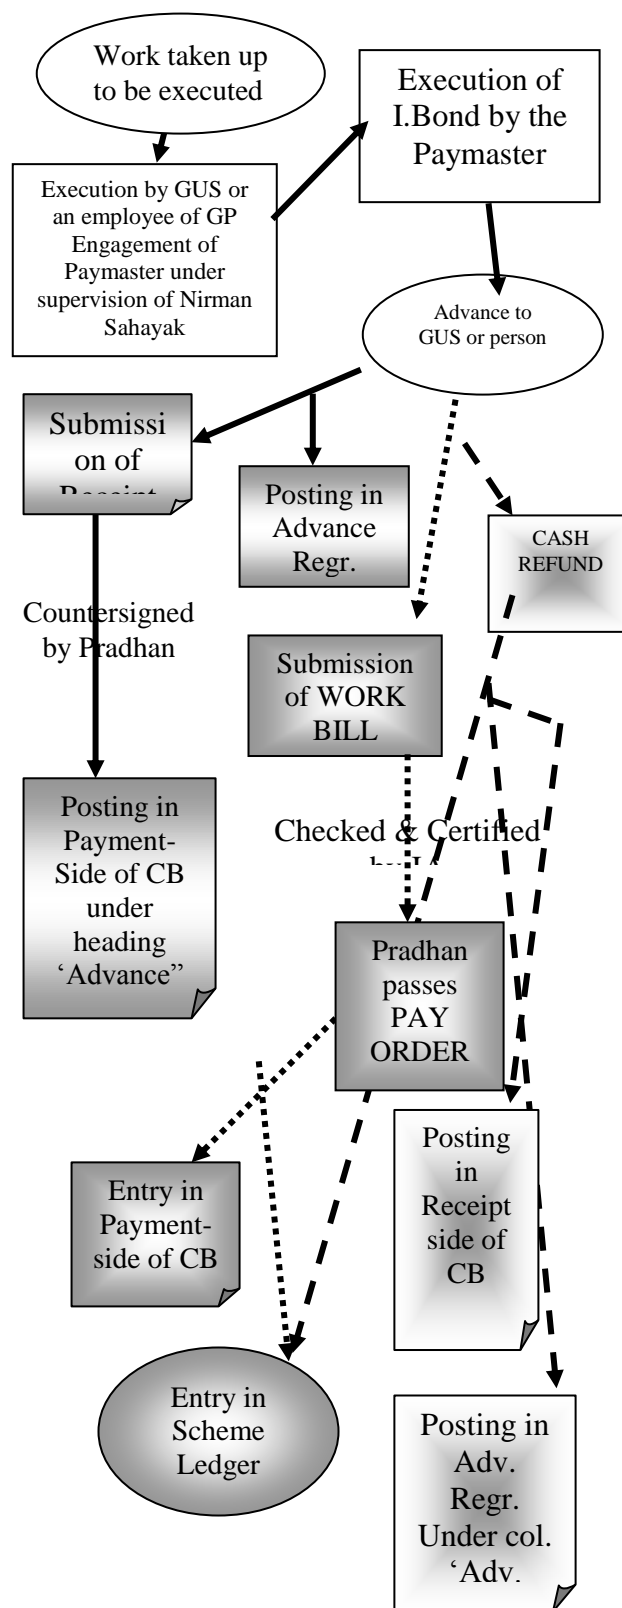 Work taken up
to be executed
Execution of
I.Bond by the
Paymaster
Execution by GUS or
an employee of GP
Engagement of
Paymaster under
supervision of Nirman
Sahayak
Advance to
GUS or person
Submissi
on of
Receipt
Posting in
Advance
Regr.
CASH
REFUND
Countersigned
by Pradhan
Submission
of WORK
BILL
Posting in
Payment-
Side of CB
under
heading
‘Advance”
Checked & Certified
by
Pradhan
passes
PAY
ORDER
Posting
in
Receipt
side of
CB
Entry in
Payment-
side of CB
Entry in
Scheme
Ledger
Posting in
Adv.
Regr.
Under col.
‘Adv.